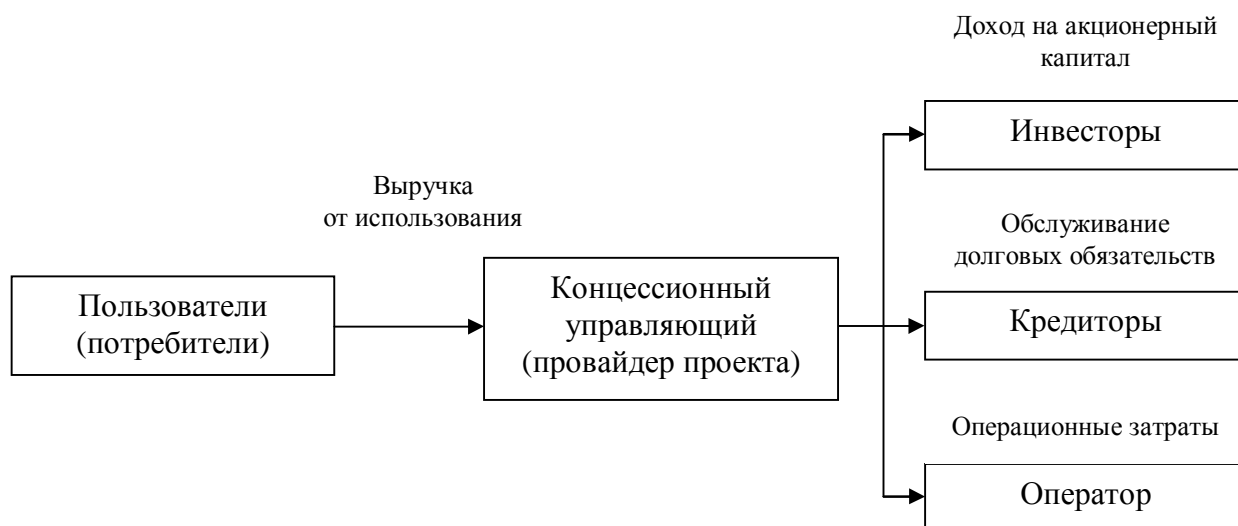 Доход на акционерный
капитал
Инвесторы
Выручка
от использования
Обслуживание
долговых обязательств
Пользователи
(потребители)
Концессионный
управляющий
(провайдер проекта)
Кредиторы
Операционные затраты
Оператор